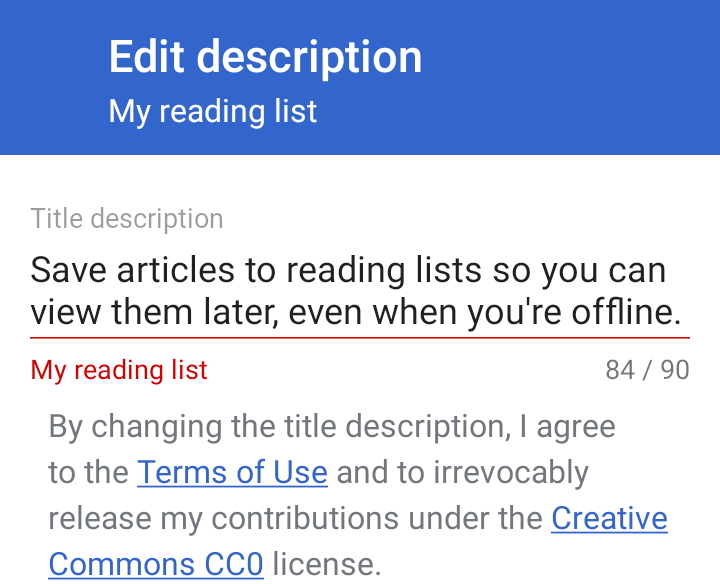 Edit description
My reading list
Title description
Save articles to reading lists so you can
view them later, even when you're offline.
My reading list 84 / 90
By changing the title description, I agree
to the Terms of Use and to irrevocably
release my contributions under the Creative
Commons CC0 license.